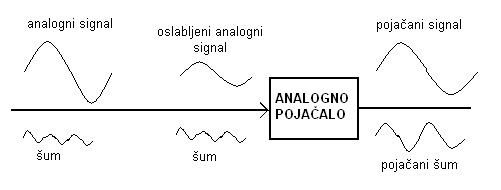 analogni signal
šum
oslabljeni analogni
signal
šum
ANALOGNO
POJAČALO
pojačani signal
pojačani šum